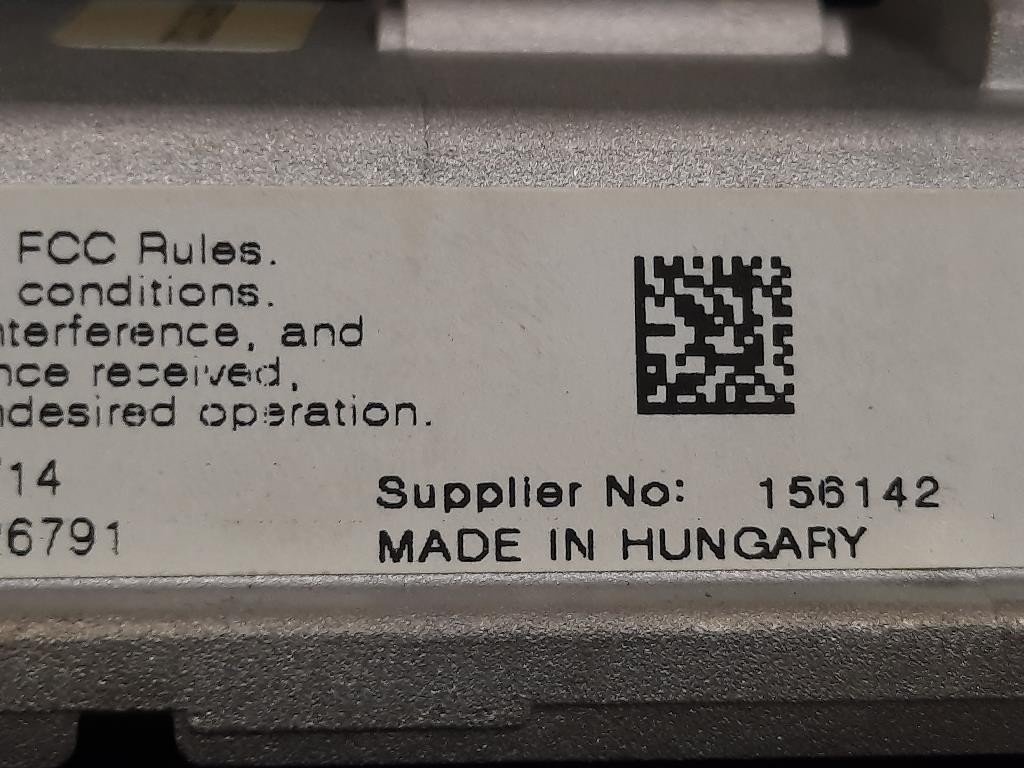 FCC Rules.
conditions.
nterference, and
nce received,
ndesired operation.
14
6791
Supplier No: 156142
MADE IN HUNGARY